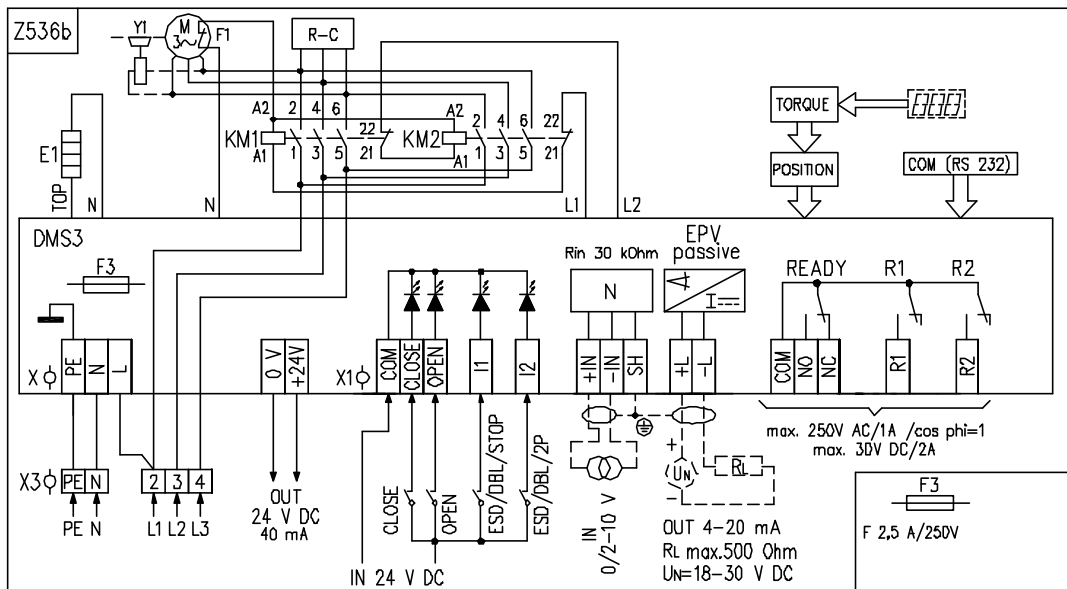 Z536b
Y1
M
3
F1
R-C
A2 2 4 6
A2 2 4 6
22
22
KM1
KM2
A1 1 3 5
21
A1 1 3 5
21
TORQUE
POSITION
COM (RS 232)
E1
TOP
N
N
L1
L2
DMS3
F3
Rin 30 kOhm
EPV
passive
N
I
READY
R1
R2
X
PE
N
L
0 V
+24V
X1
COM
CLOSE
OPEN
I1
I2
+IN
-IN
SH
+L
-L
COM
NO
NC
R1
R2
max. 250V AC/1A /cos phi=1
max. 30V DC/2A
X3
PE
N
2
3
4
PE N
L1 L2 L3
OUT
24 V DC
40 mA
CLOSE
OPEN
ESD/DBL/STOP
ESD/DBL/2P
IN 24 V DC
IN
0/2-10 V
+
UN
-
RL
OUT 4-20 mA
RL max.500 Ohm
UN=18-30 V DC
F3
F 2,5 A/250V